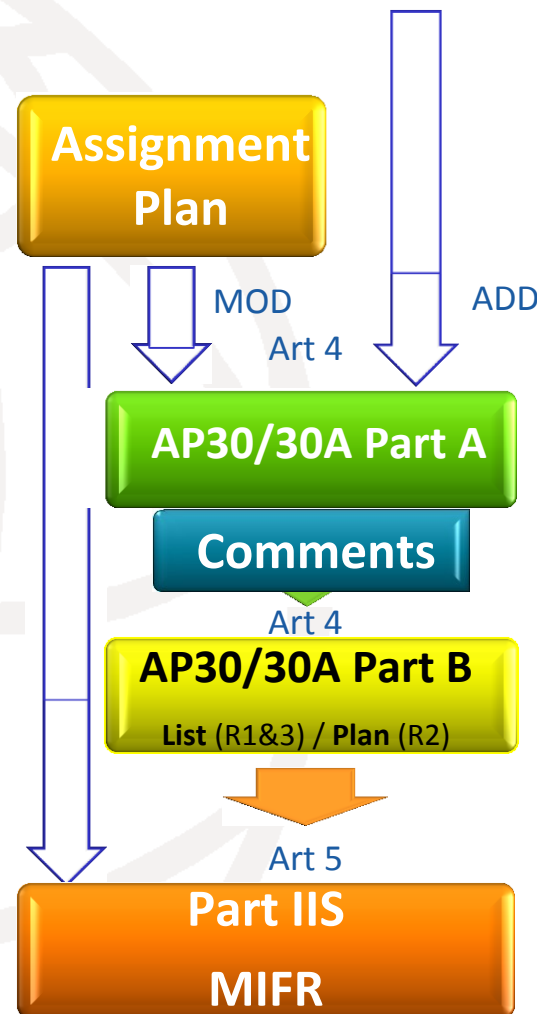 Assignment
Plan
MOD
ADD
Art 4
AP30/30A Part A
Comments
Art 4
AP30/30A Part B
List (R1&3) / Plan (R2)
Art 5
Part IIS
MIFR